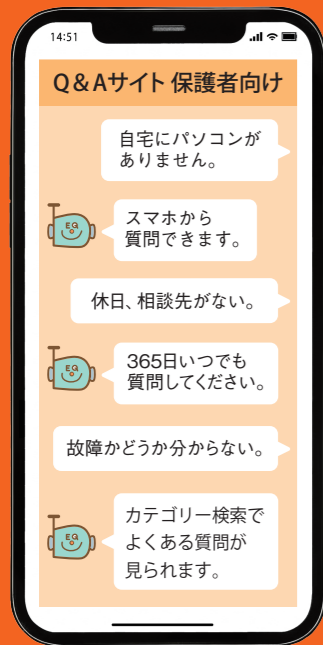 14:51
Q&Aサイト 保護者向け
自宅にパソコンが
ありません。
スマホから
質問できます。
EQ
休日、相談先がない。
365日いつでも
質問してください。
EQ
故障かどうか分からない。
カテゴリー検索で
よくある質問が
見られます。
EQ